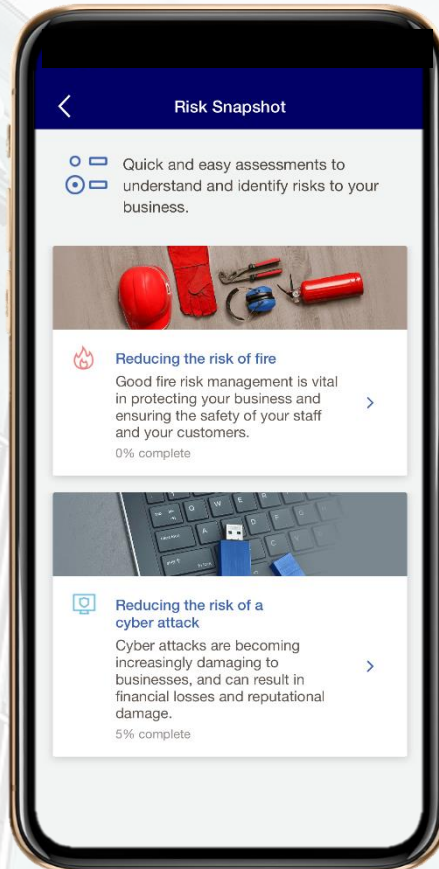 Risk Snapshot
Quick and easy assessments to
understand and identify risks to your
business.
Reducing the risk of fire
Good fire risk management is vital
in protecting your business and
ensuring the safety of your staff
and your customers.
0% complete
Reducing the risk of a
cyber attack
Cyber attacks are becoming
increasingly damaging to
businesses, and can result in
financial losses and reputational
damage.
5% complete